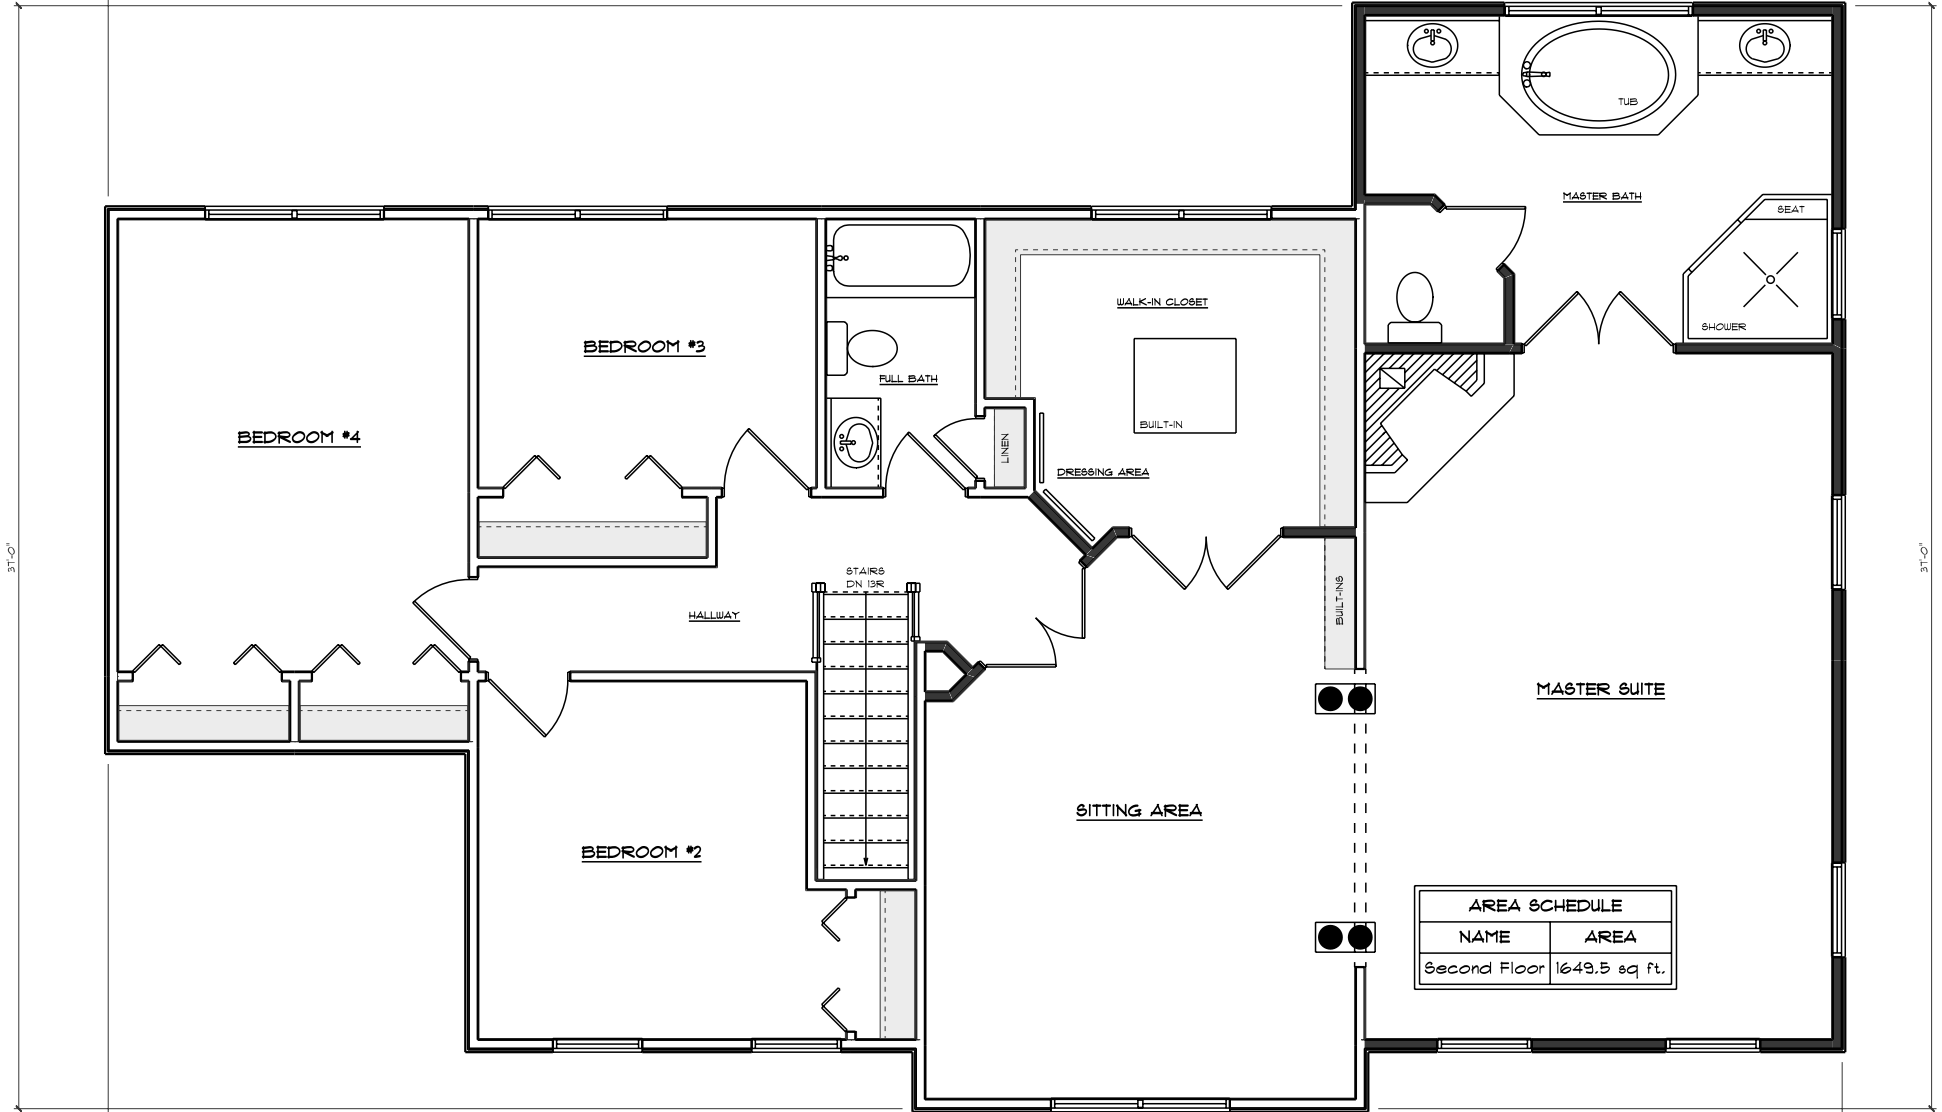 TUB
MASTER BATH
SEAT
SHOWER
WALK-IN CLOSET
BEDROOM #3
FULL BATH
BUILT-IN
BEDROOM #4
LINEN
DRESSING AREA
37'-0"
37'-0"
STAIRS
DN 13R
BUILT-INS
HALLWAY
MASTER SUITE
SITTING AREA
BEDROOM #2
AREA SCHEDULE
NAME AREA
Second Floor 1649.5 sq ft.